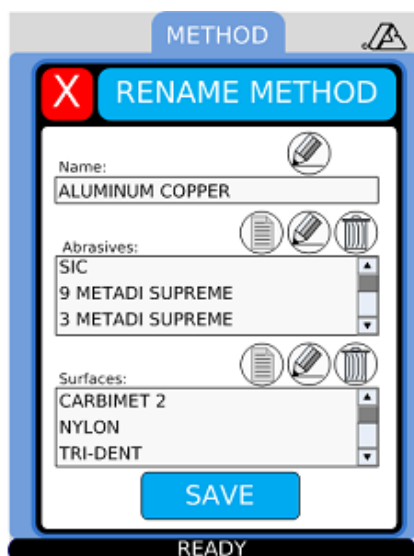 METHOD
X RENAME METHOD
Name:
ALUMINUM COPPER
Abrasives:
SIC
9 METADI SUPREME
3 METADI SUPREME
Surfaces:
CARBIMET 2
NYLON
TRI-DENT
SAVE
READY